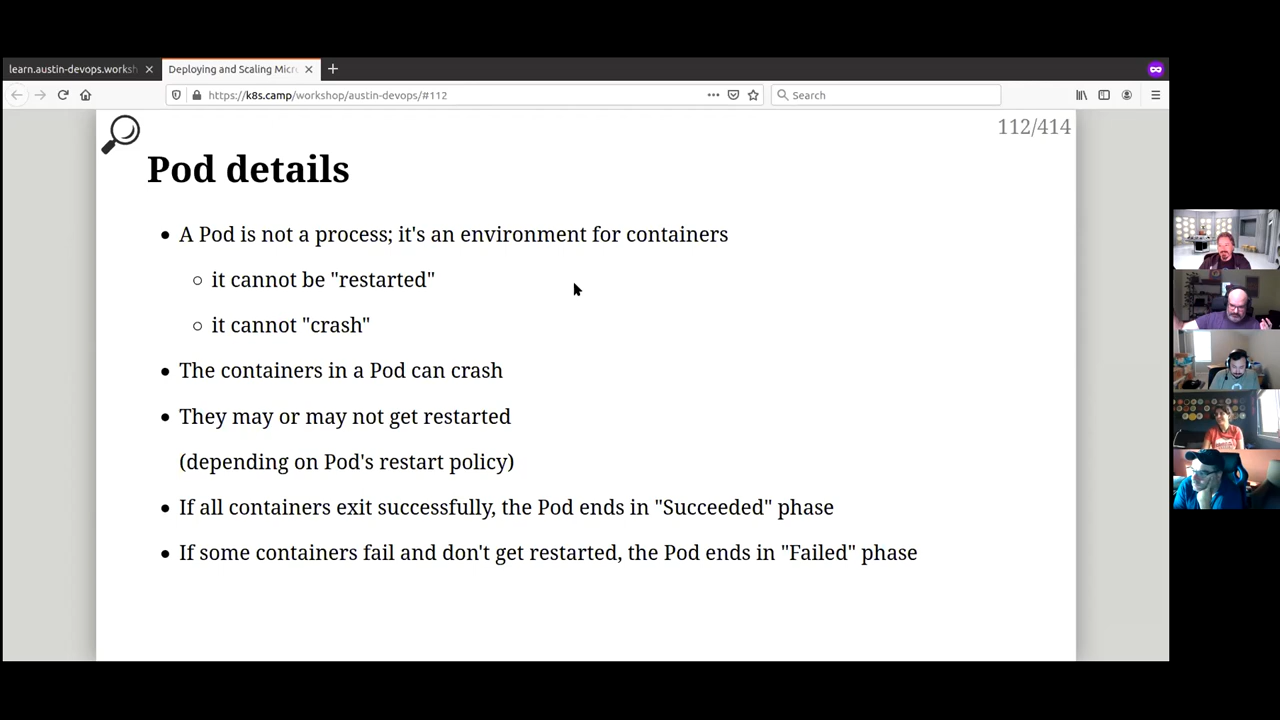 learn.austin-devops.worksh
Deploying and Scaling Micr
https://k8s.camp/workshop/austin-devops/#112
Search
112/414
Pod details
• A Pod is not a process; it's an environment for containers
○ it cannot be "restarted"
○ it cannot "crash"
• The containers in a Pod can crash
• They may or may not get restarted
(depending on Pod's restart policy)
• If all containers exit successfully, the Pod ends in "Succeeded" phase
• If some containers fail and don't get restarted, the Pod ends in "Failed" phase